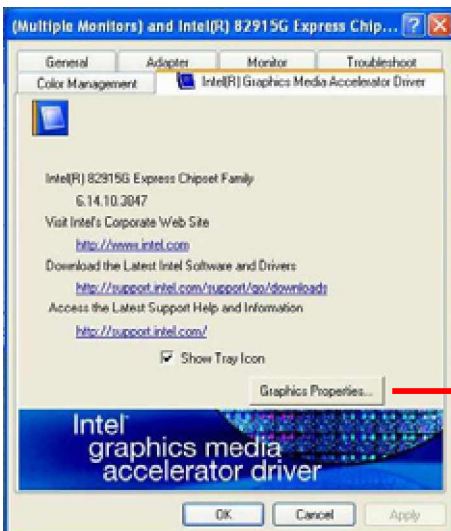 (Multiple Monitors) and Intel(R) 82915G Express Chip...
General Adapter Monitor Troubleshoot
Color Management Intel(R) Graphics Media Accelerator Driver
Intel(R) 82915G Express Chipset Family
6.14.10.3847
Visit Intel's Corporate Web Site
http://www.intel.com
Download the Latest Intel Software and Drivers
http://support.intel.com/support/go/downloads
Access the Latest Support Help and Information
http://support.intel.com/
Show Tray Icon
Graphics Properties...
Intel®
graphics media
accelerator driver
OK Cancel Apply